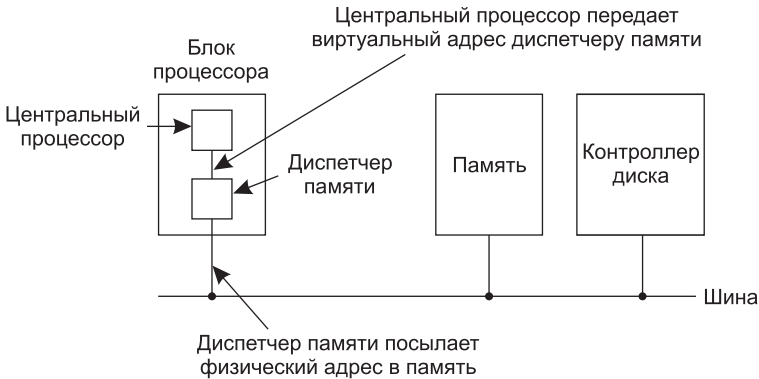 Центральный процессор передает
виртуальный адрес диспетчеру памяти
Блок
процессора
Центральный
процессор
Диспетчер
памяти
Память
Контроллер
диска
Шина
Диспетчер памяти посылает
физический адрес в память